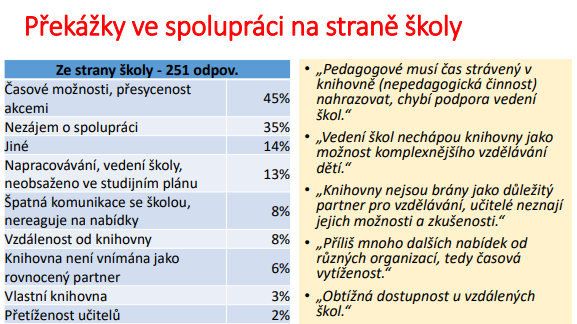 Překážky ve spolupráci na straně školy
Ze strany školy - 251 odpov.
Časové možnosti, přesycenost
akcemi 45%
Nezájem o spolupráci 35%
Jiné 14%
Napracovávání, vedení školy,
neobsaženo ve studijním plánu 13%
Špatná komunikace se školou,
nereaguje na nabídky 8%
Vzdálenost od knihovny 8%
Knihovna není vnímána jako
rovnocený partner 6%
Vlastní knihovna 3%
Přetíženost učitelů 2%
• „Pedagogové musí čas strávený v
knihovně (nepedagogická činnost)
nahrazovat, chybí podpora vedení
škol.“
• „Vedení škol nechápou knihovny jako
možnost komplexnějšího vzdělávání
dětí.“
• „Knihovny nejsou brány jako důležitý
partner pro vzdělávání, učitelé neznají
jejich možnosti a zkušenosti.“
• „Příliš mnoho dalších nabídek od
různých organizací, tedy časová
vytíženost.“
• „Obtížná dostupnost u vzdálených
škol.“